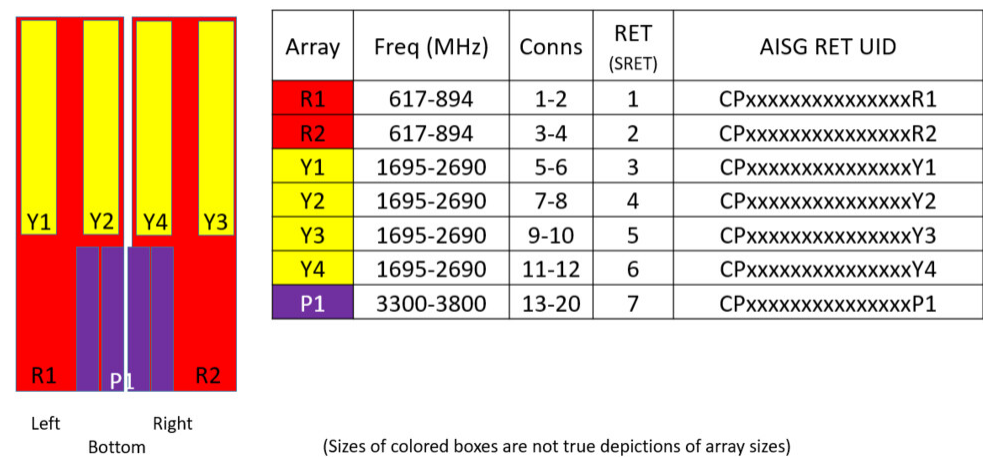 Y1 Y2 Y4 Y3
R1 P1 R2
Left Right
Bottom
Array Freq (MHz) Conns RET (SRET) AISG RET UID
R1 617-894 1-2 1 CPxxxxxxxxxxxxxxxR1
R2 617-894 3-4 2 CPxxxxxxxxxxxxxxxR2
Y1 1695-2690 5-6 3 CPxxxxxxxxxxxxxxxY1
Y2 1695-2690 7-8 4 CPxxxxxxxxxxxxxxxY2
Y3 1695-2690 9-10 5 CPxxxxxxxxxxxxxxxY3
Y4 1695-2690 11-12 6 CPxxxxxxxxxxxxxxxY4
P1 3300-3800 13-20 7 CPxxxxxxxxxxxxxxxP1
(Sizes of colored boxes are not true depictions of array sizes)